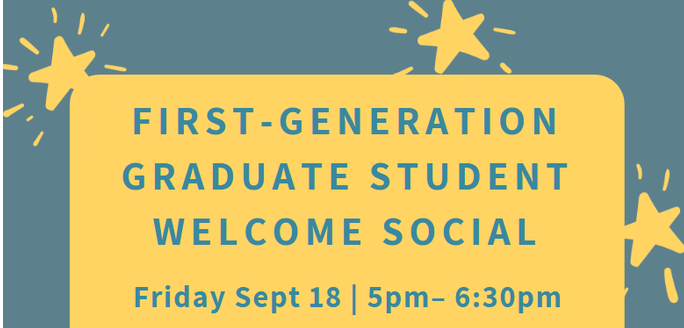 FIRST-GENERATION
GRADUATE STUDENT
WELCOME SOCIAL
Friday Sept 18 | 5pm– 6:30pm